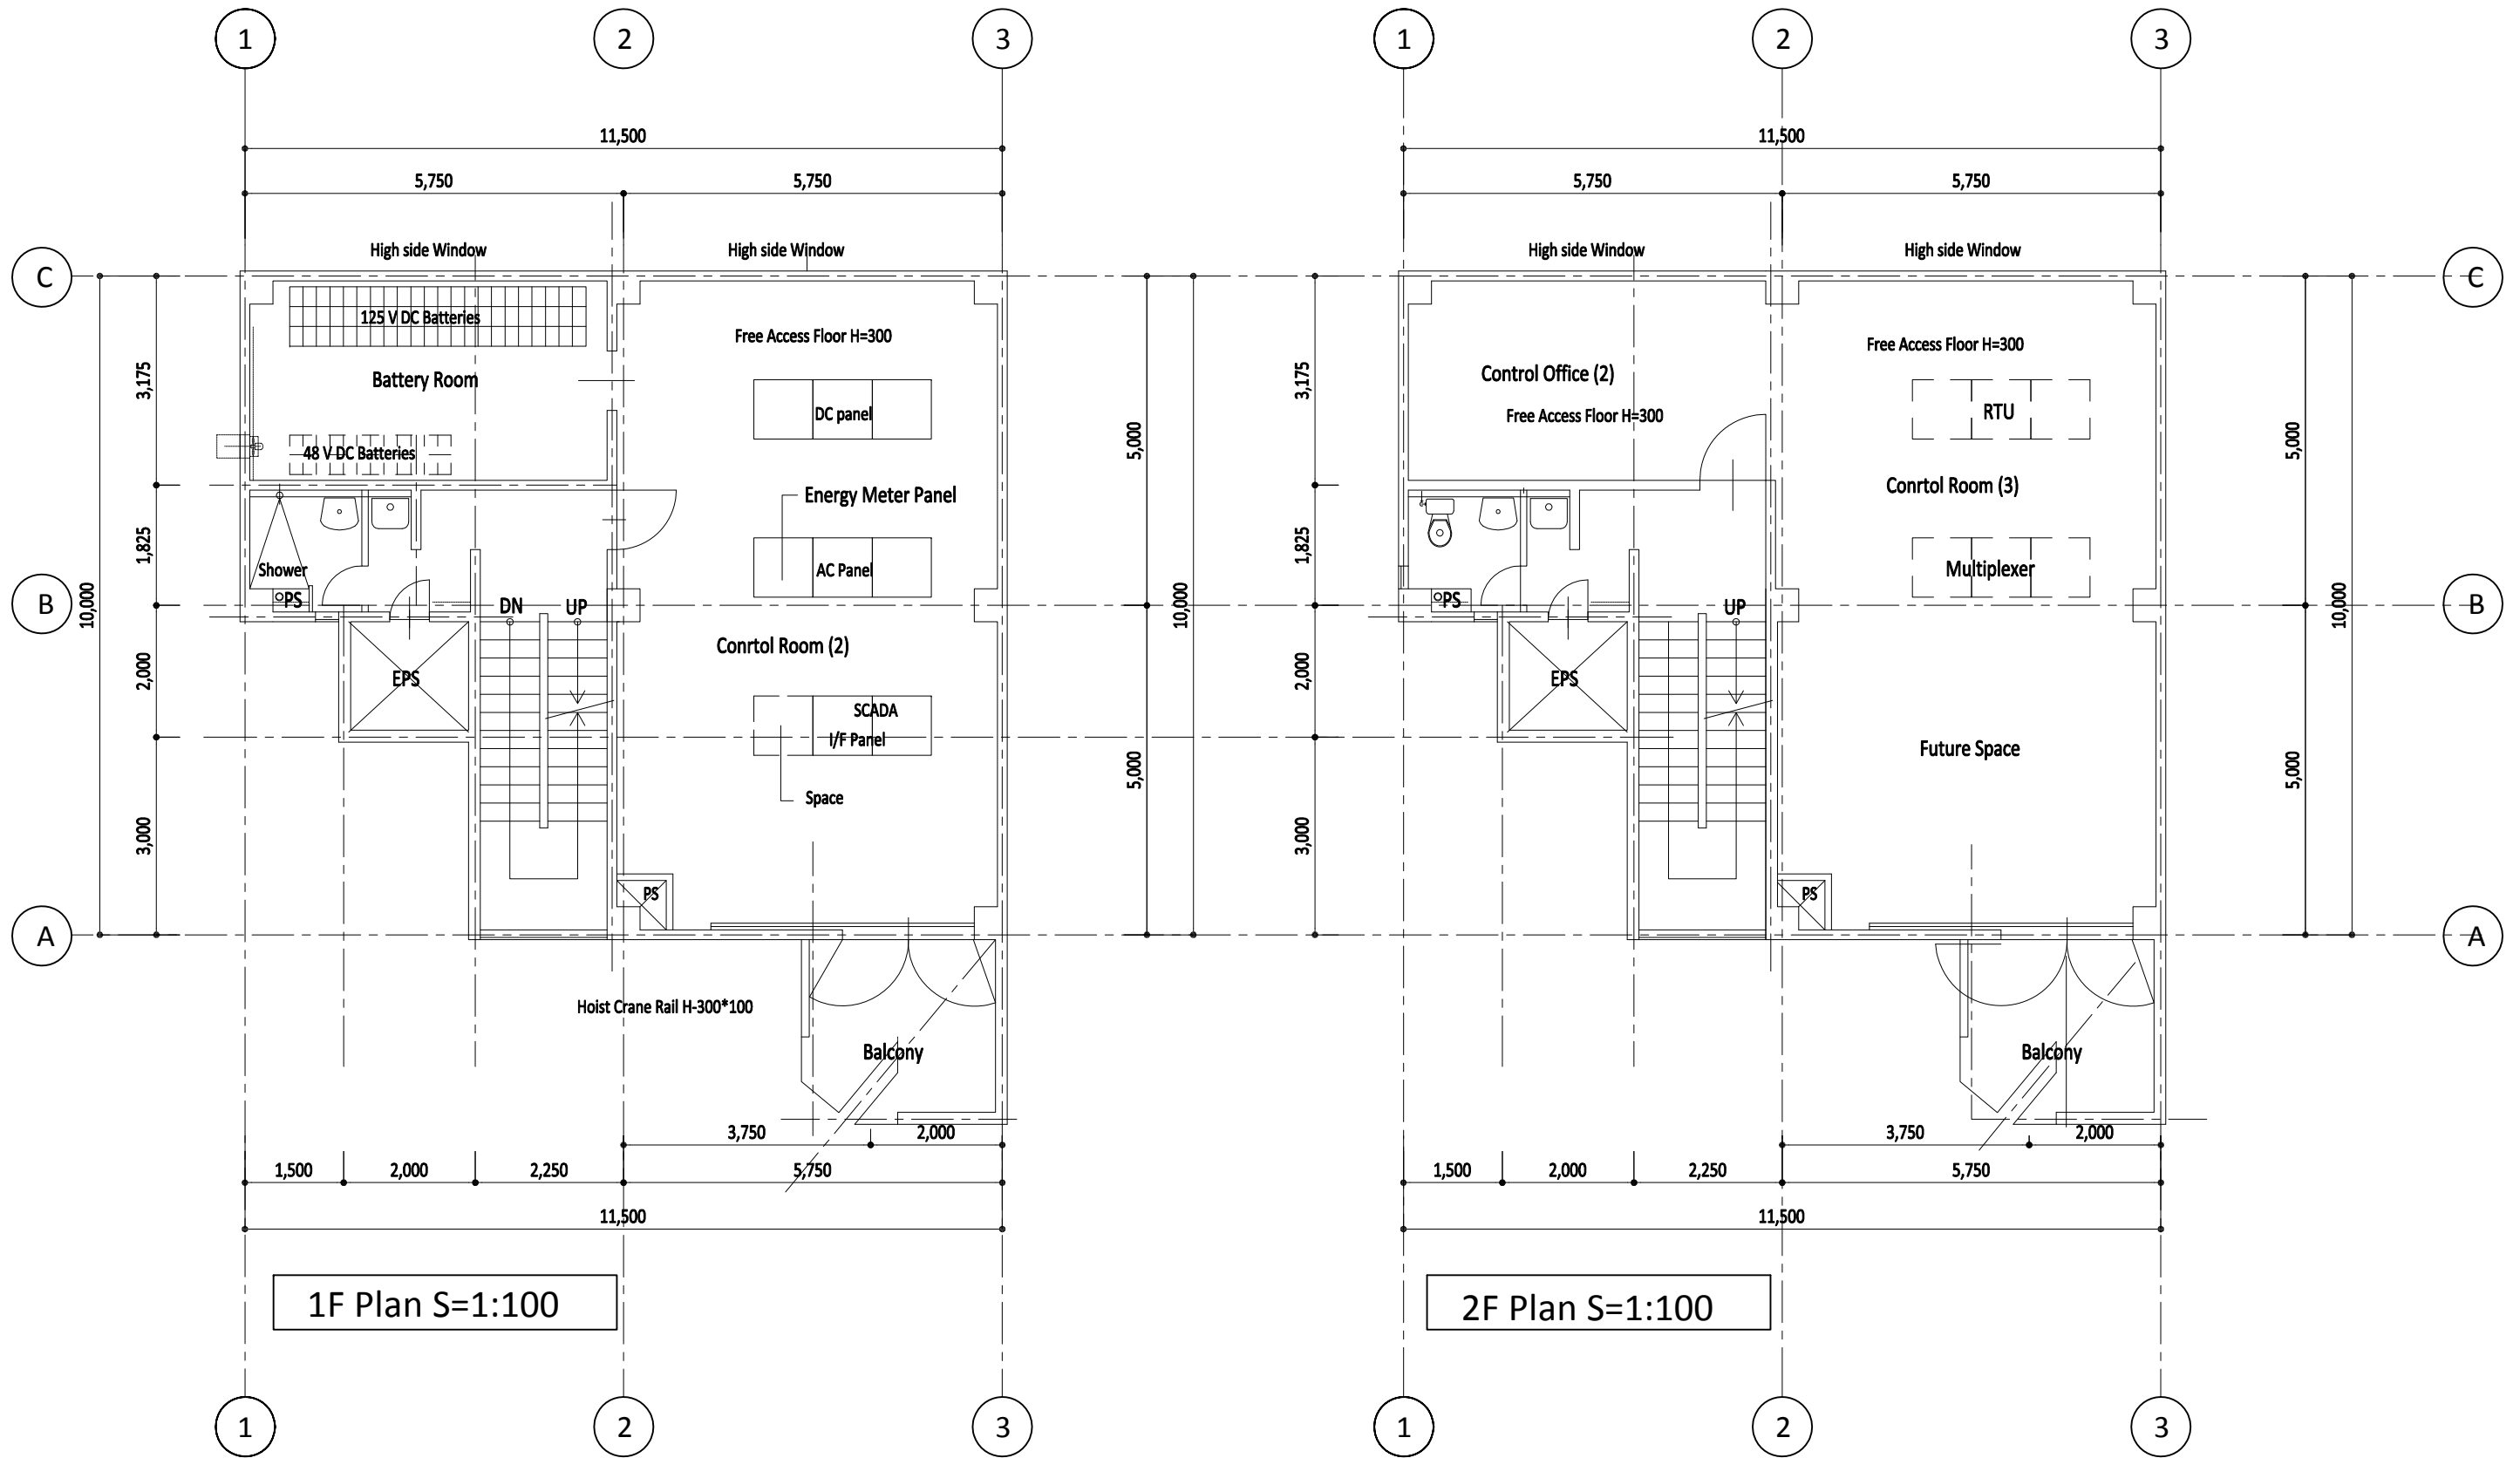 1
2
3
11,500
5,750
5,750
High side Window
High side Window
C
125 V DC Batteries
Free Access Floor H=300
3,175
Battery Room
DC panel
48 V DC Batteries
5,000
Energy Meter Panel
1,825
Shower
AC Panel
PS
DN
UP
B
10,000
10,000
Conrtol Room (2)
2,000
EPS
SCADA
I/F Panel
5,000
Space
3,000
PS
A
Hoist Crane Rail H-300*100
Balcony
3,750
2,000
1,500
2,000
2,250
5,750
11,500
1F Plan S=1:100
1
2
3
1
2
3
11,500
5,750
5,750
High side Window
High side Window
C
Free Access Floor H=300
3,175
Control Office (2)
RTU
Free Access Floor H=300
5,000
Conrtol Room (3)
1,825
Multiplexer
PS
UP
B
10,000
2,000
EPS
Future Space
5,000
3,000
PS
A
Balcony
3,750
2,000
1,500
2,000
2,250
5,750
11,500
2F Plan S=1:100
1
2
3